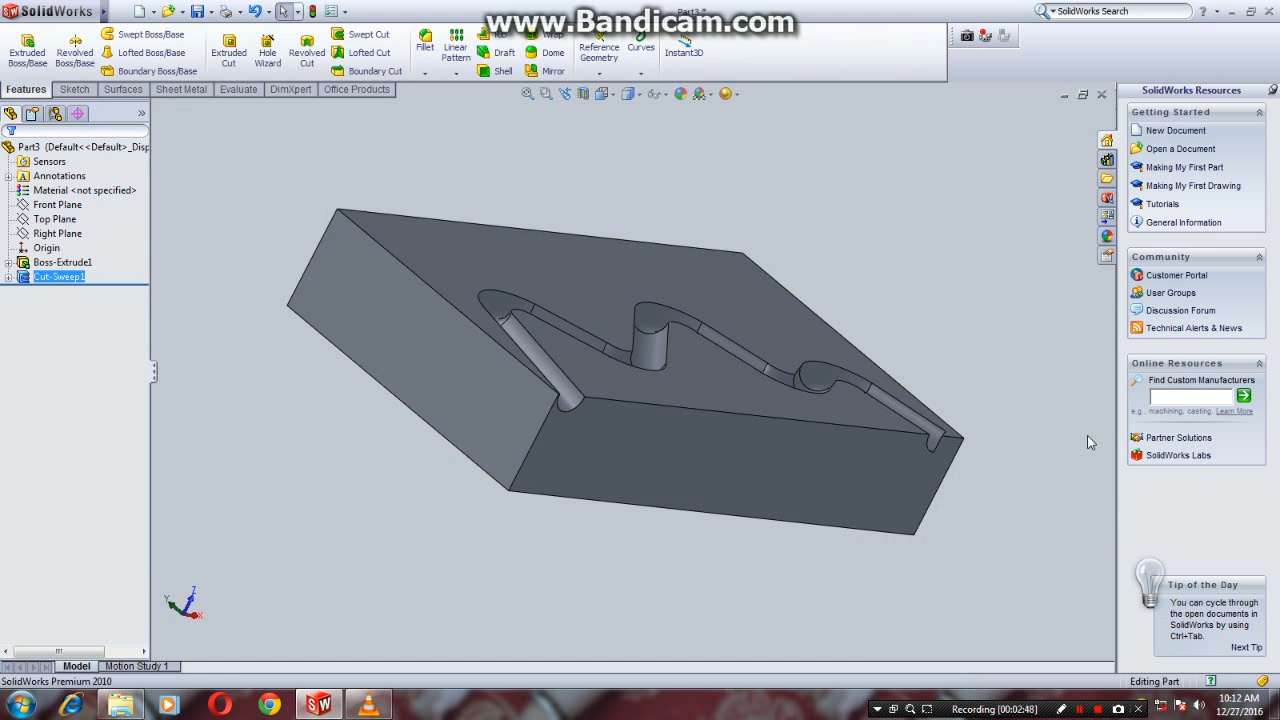 SolidWorks
Part3 *
www.Bandicam.com
SolidWorks Search
Extruded Boss/Base
Revolved Boss/Base
Swept Boss/Base
Lofted Boss/Base
Boundary Boss/Base
Extruded Cut
Hole Wizard
Revolved Cut
Swept Cut
Lofted Cut
Boundary Cut
Fillet
Linear Pattern
Rib
Draft
Shell
Wrap
Dome
Mirror
Reference Geometry
Curves
Instant3D
Features
Sketch
Surfaces
Sheet Metal
Evaluate
DimXpert
Office Products
Part3 (Default<<Default>_Disp
Sensors
Annotations
Material <not specified>
Front Plane
Top Plane
Right Plane
Origin
Boss-Extrude1
Cut-Sweep1
Y
Z
X
SolidWorks Resources
Getting Started
New Document
Open a Document
Making My First Part
Making My First Drawing
Tutorials
General Information
Community
Customer Portal
User Groups
Discussion Forum
Technical Alerts & News
Online Resources
Find Custom Manufacturers
e.g., machining, casting. Learn More
Partner Solutions
SolidWorks Labs
Tip of the Day
You can cycle through
the open documents in
SolidWorks by using
Ctrl+Tab.
Next Tip
Model
Motion Study 1
SolidWorks Premium 2010
Editing Part
Recording [00:02:48]
10:12 AM
12/27/2016